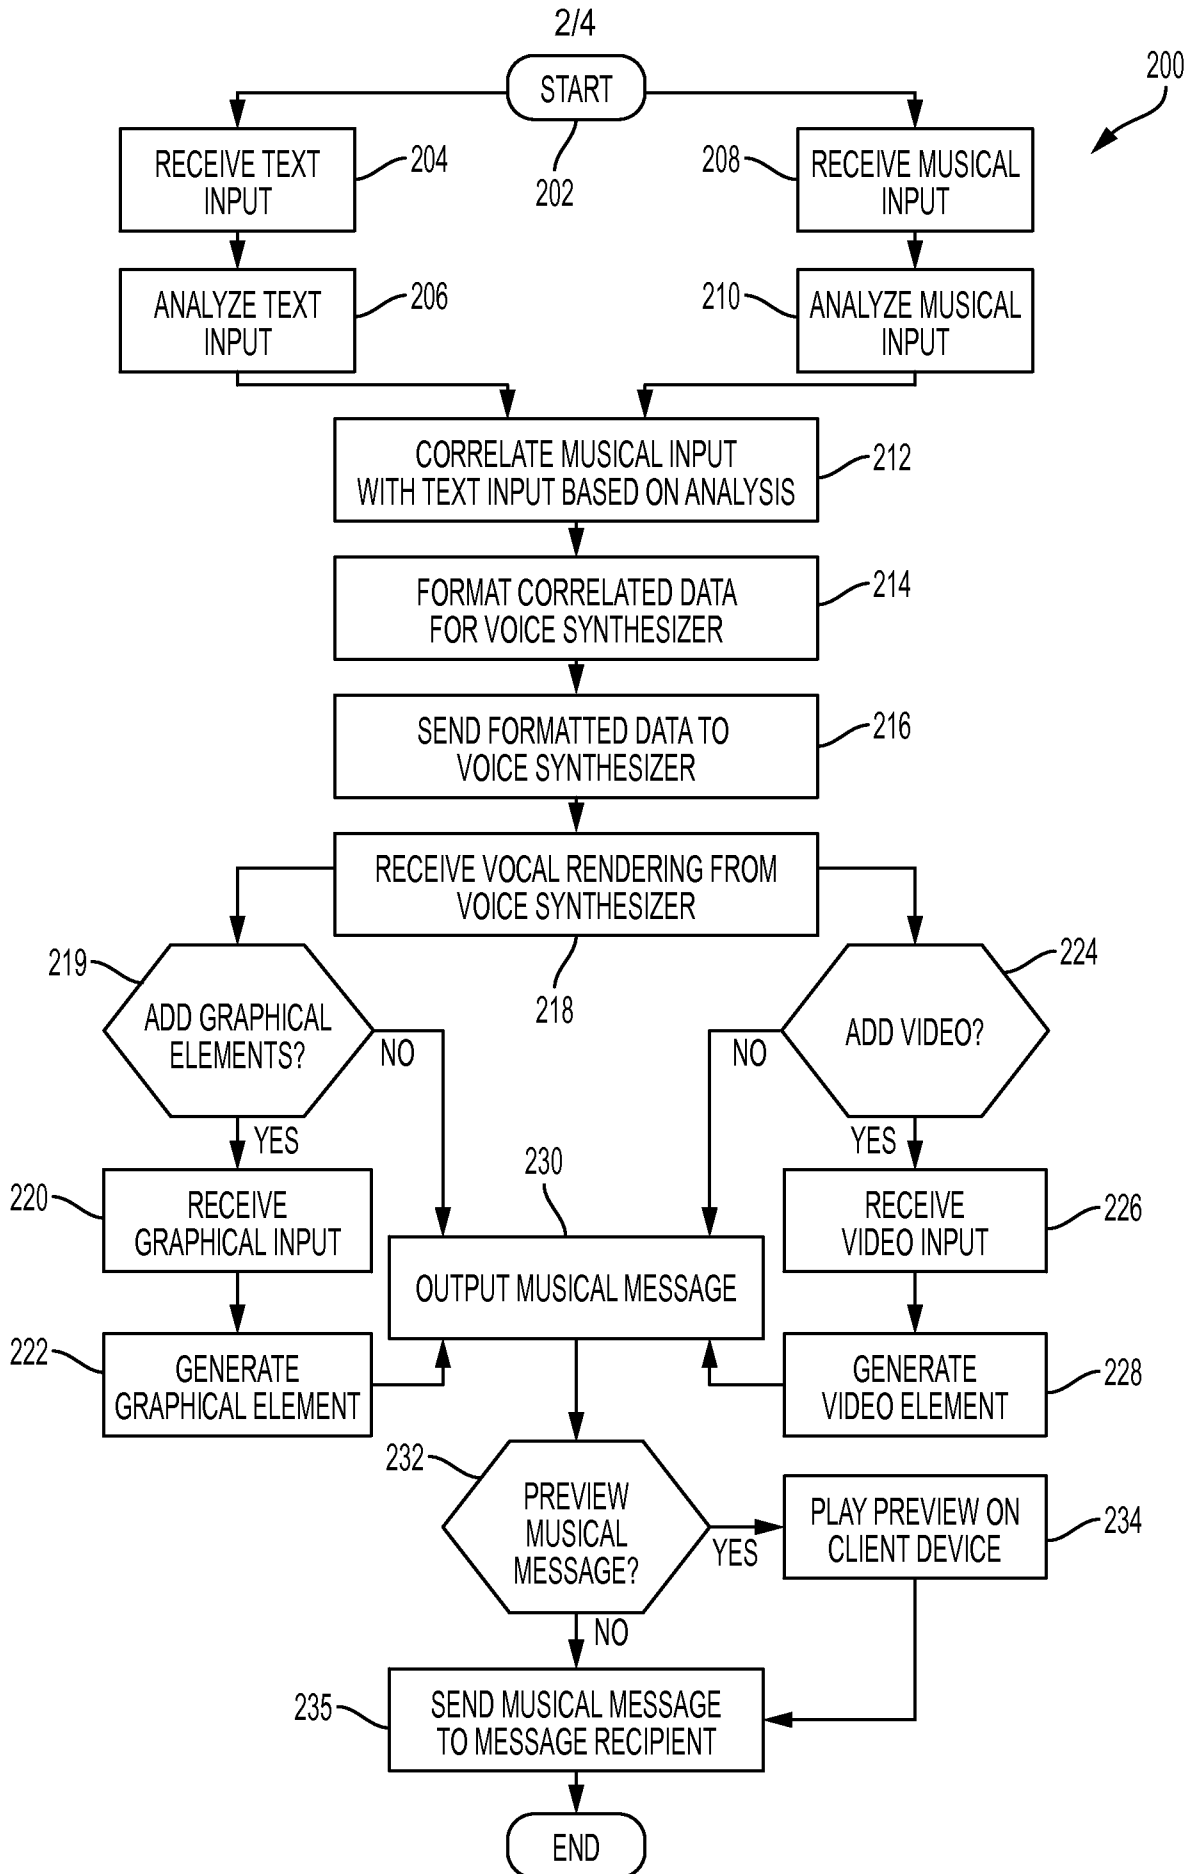 2/4
START
200
202
RECEIVE TEXT
INPUT
204
208
RECEIVE MUSICAL
INPUT
ANALYZE TEXT
INPUT
206
210
ANALYZE MUSICAL
INPUT
CORRELATE MUSICAL INPUT
WITH TEXT INPUT BASED ON ANALYSIS
212
FORMAT CORRELATED DATA
FOR VOICE SYNTHESIZER
214
SEND FORMATTED DATA TO
VOICE SYNTHESIZER
216
RECEIVE VOCAL RENDERING FROM
VOICE SYNTHESIZER
218
219
ADD GRAPHICAL
ELEMENTS?
NO
YES
224
ADD VIDEO?
NO
YES
220
RECEIVE
GRAPHICAL INPUT
230
OUTPUT MUSICAL MESSAGE
RECEIVE
VIDEO INPUT
226
222
GENERATE
GRAPHICAL ELEMENT
GENERATE
VIDEO ELEMENT
228
232
PREVIEW
MUSICAL
MESSAGE?
YES
NO
PLAY PREVIEW ON
CLIENT DEVICE
234
235
SEND MUSICAL MESSAGE
TO MESSAGE RECIPIENT
END